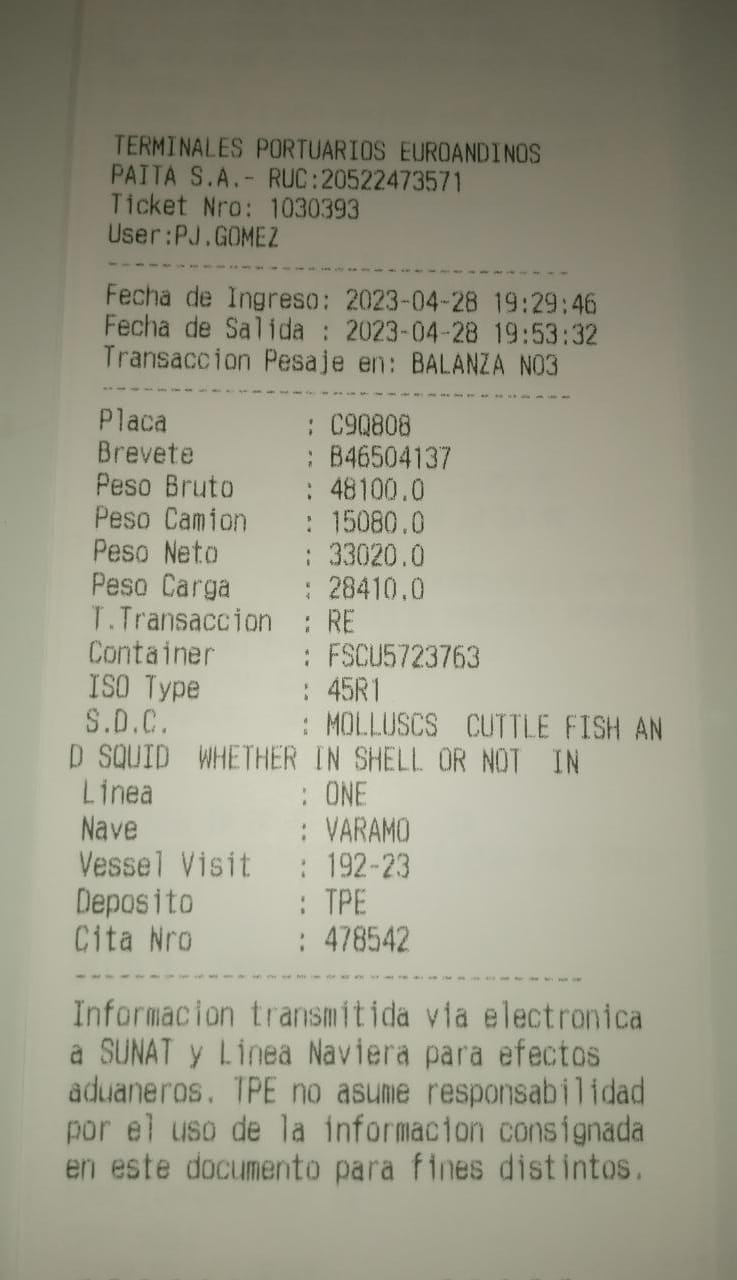 TERMINALES PORTUARIOS EUROANDINOS
PAITA S.A.- RUC:20522473571
Ticket Nro: 1030393
User:PJ.GOMEZ
Fecha de Ingreso: 2023-04-28 19:29:46
Fecha de Salida : 2023-04-28 19:53:32
Transaccion Pesaje en: BALANZA NO3
Placa : C9Q808
Brevete : B46504137
Peso Bruto : 48100.0
Peso Camion : 15080.0
Peso Neto : 33020.0
Peso Carga : 28410.0
T.Transaccion : RE
Container : FSCU5723763
ISO Type : 45R1
S.D.C. : MOLLUSCS CUTTLE FISH AN
D SQUID WHETHER IN SHELL OR NOT IN
Linea : ONE
Nave : VARAMO
Vessel Visit : 192-23
Deposito : TPE
Cita Nro : 478542
Informacion transmitida via electronica
a SUNAT y Linea Naviera para efectos
aduaneros. TPE no asume responsabilidad
por el uso de la informacion consignada
en este documento para fines distintos.